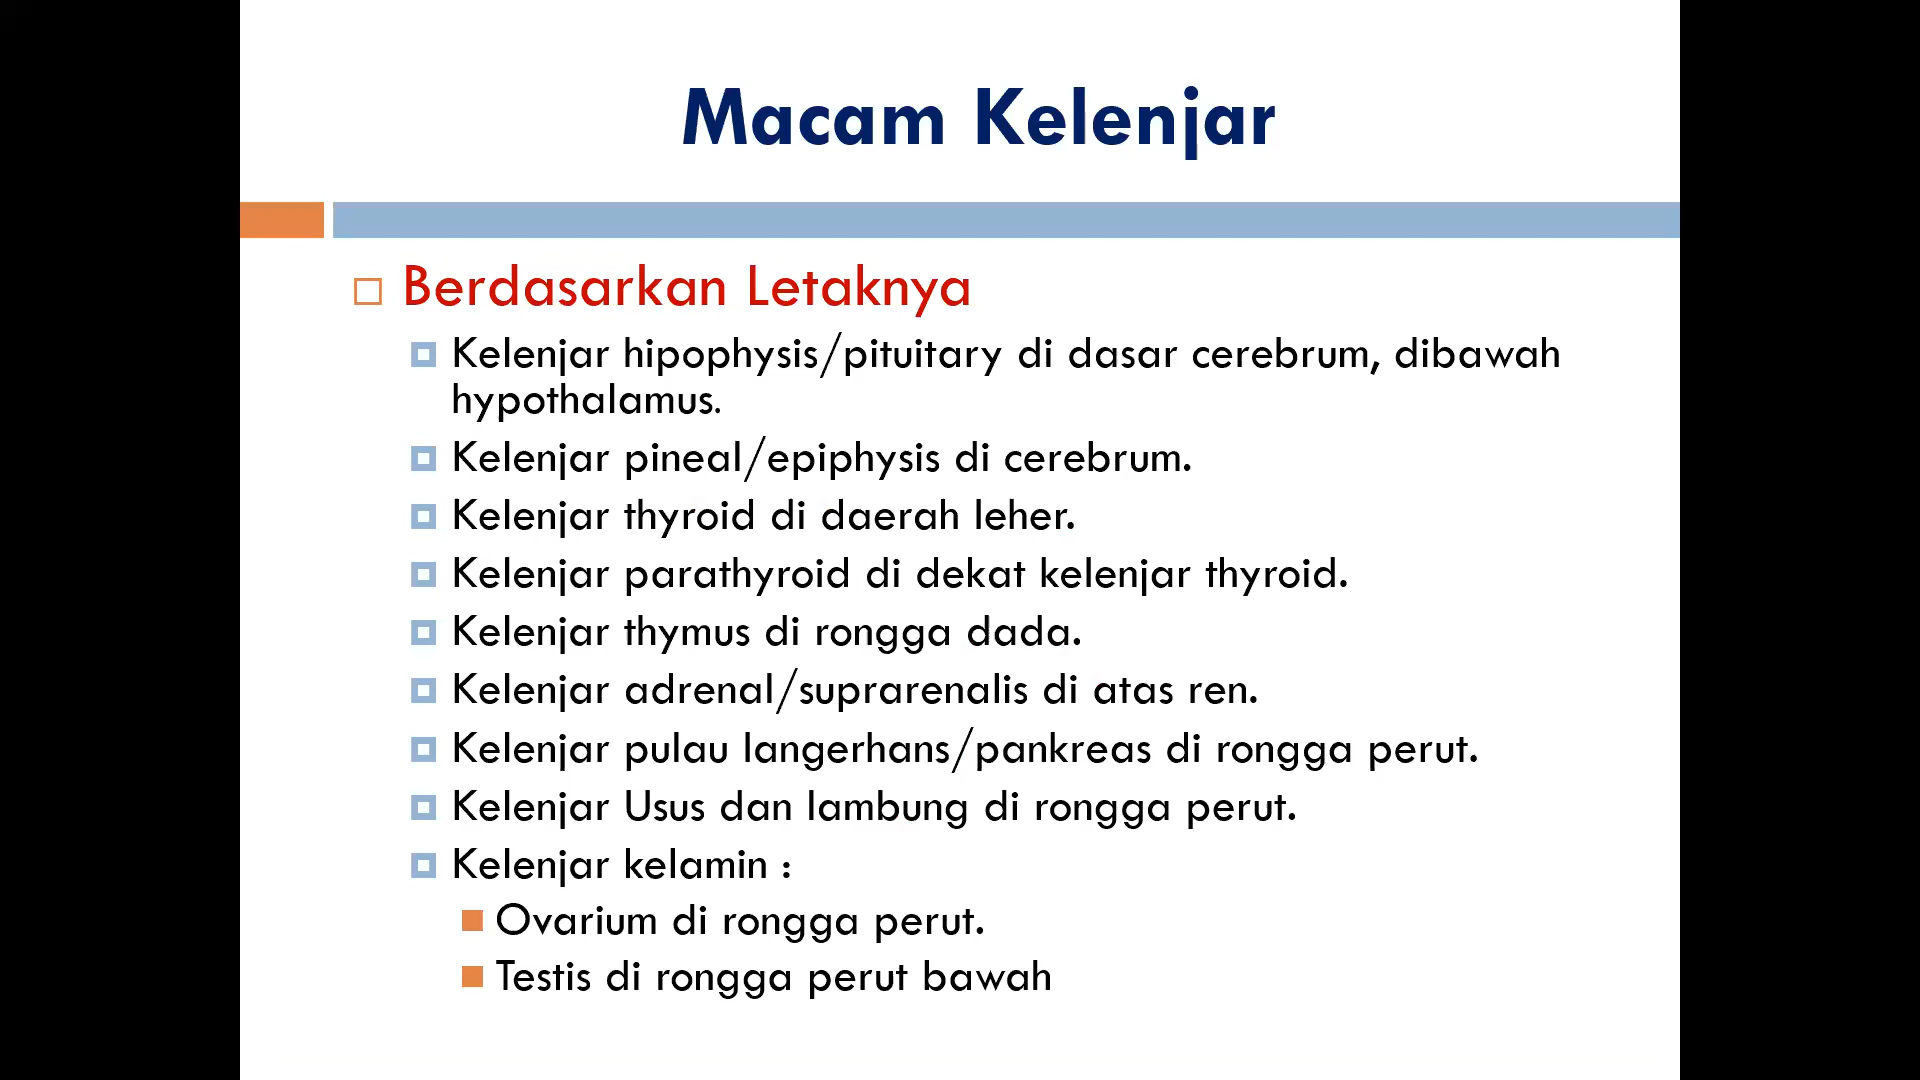 Macam Kelenjar
Berdasarkan Letaknya
Kelenjar hipophysis/pituitary di dasar cerebrum, dibawah
hypothalamus.
Kelenjar pineal/epiphysis di cerebrum.
Kelenjar thyroid di daerah leher.
Kelenjar parathyroid di dekat kelenjar thyroid.
Kelenjar thymus di rongga dada.
Kelenjar adrenal/suprarenalis di atas ren.
Kelenjar pulau langerhans/pankreas di rongga perut.
Kelenjar Usus dan lambung di rongga perut.
Kelenjar kelamin :
Ovarium di rongga perut.
Testis di rongga perut bawah